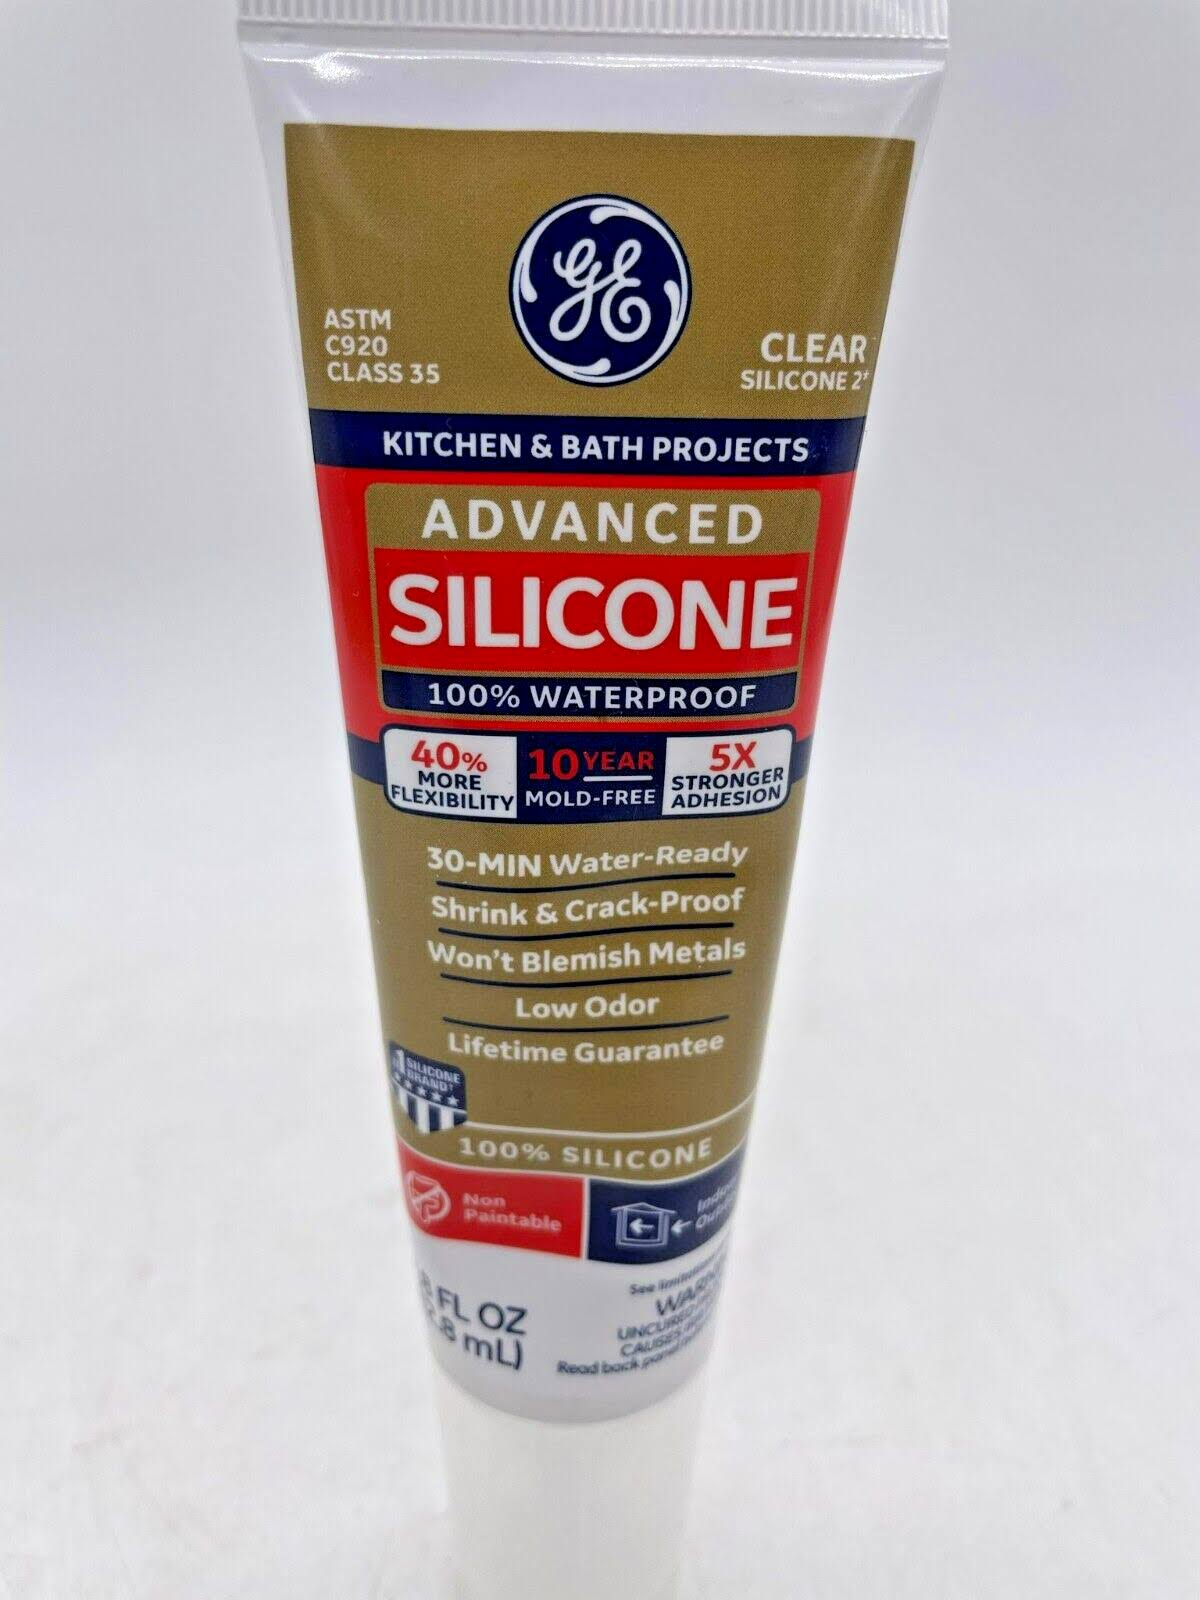 GE
ASTM
C920
CLASS 35
CLEAR
SILICONE 2+
KITCHEN & BATH PROJECTS
ADVANCED
SILICONE
100% WATERPROOF
40%
MORE
FLEXIBILITY
10 YEAR
MOLD-FREE
5X
STRONGER
ADHESION
30-MIN Water-Ready
Shrink & Crack-Proof
Won't Blemish Metals
Low Odor
Lifetime Guarantee
#1 SILICONE
BRAND†
100% SILICONE
Non
Paintable
FL OZ
mL)
See
Read back panel